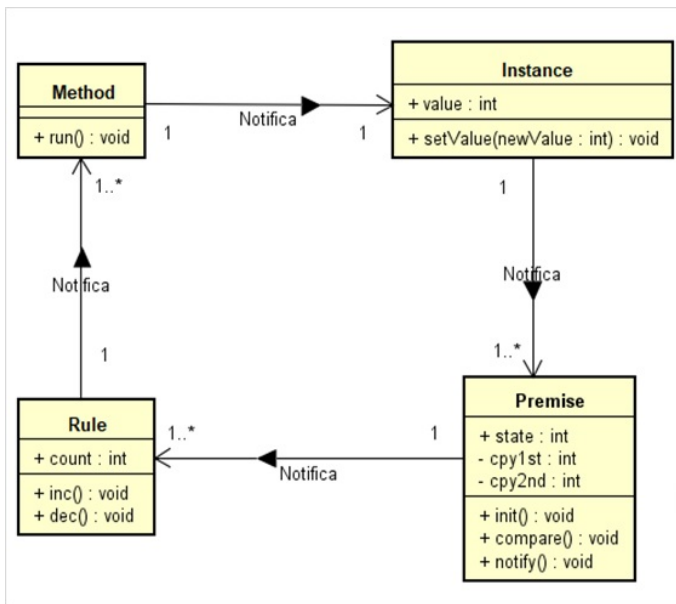 Method
+ run() : void
Instance
+ value : int
+ setValue(newValue : int) : void
Notifica
1
1
1
1..*
Notifica
1
Notifica
1..*
Rule
+ count : int
+ inc() : void
+ dec() : void
1..*
1
Notifica
Premise
+ state : int
- cpy1st : int
- cpy2nd : int
+ init() : void
+ compare() : void
+ notify() : void